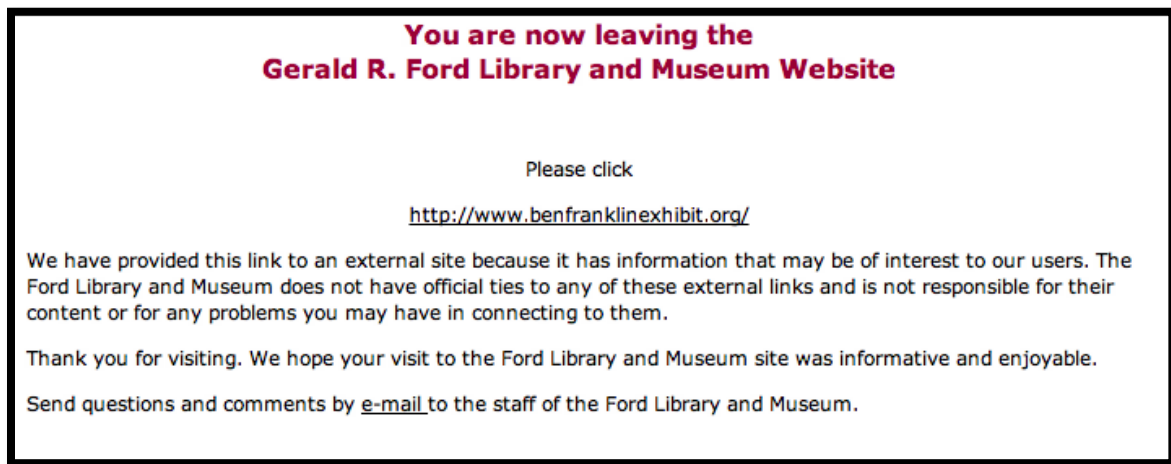 You are now leaving the
Gerald R. Ford Library and Museum Website
Please click
http://www.benfranklinexhibit.org/
We have provided this link to an external site because it has information that may be of interest to our users. The
Ford Library and Museum does not have official ties to any of these external links and is not responsible for their
content or for any problems you may have in connecting to them.
Thank you for visiting. We hope your visit to the Ford Library and Museum site was informative and enjoyable.
Send questions and comments by e-mail to the staff of the Ford Library and Museum.